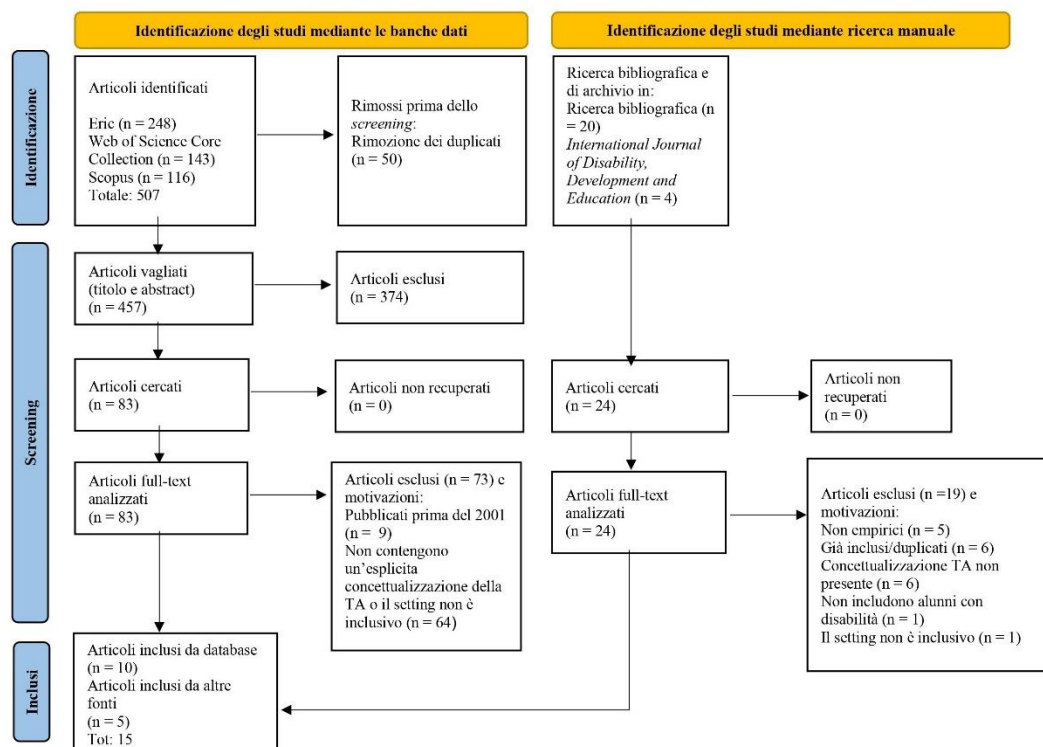 Identificazione degli studi mediante le banche dati
Identificazione degli studi mediante ricerca manuale
Identificazione
Articoli identificati
Eric (n = 248)
Web of Science Core
Collection (n = 143)
Scopus (n = 116)
Totale: 507
Rimossi prima dello
screening:
Rimozione dei duplicati
(n = 50)
Ricerca bibliografica e
di archivio in:
Ricerca bibliografica (n
= 20)
International Journal
of Disability,
Development and
Education (n = 4)
Screening
Articoli vagliati
(titolo e abstract)
(n = 457)
Articoli esclusi
(n = 374)
Articoli cercati
(n = 83)
Articoli non recuperati
(n = 0)
Articoli cercati
(n = 24)
Articoli non
recuperati
(n = 0)
Articoli full-text
analizzati
(n = 83)
Articoli esclusi (n = 73) e
motivazioni:
Pubblicati prima del 2001
(n = 9)
Non contengono
un'esplicita
concettualizzazione della
TA o il setting non è
inclusivo (n = 64)
Articoli full-text
analizzati
(n = 24)
Articoli esclusi (n =19) e
motivazioni:
Non empirici (n = 5)
Già inclusi/duplicati (n = 6)
Concettualizzazione TA non
presente (n = 6)
Non includono alunni con
disabilità (n = 1)
Il setting non è inclusivo (n = 1)
Inclusi
Articoli inclusi da database
(n = 10)
Articoli inclusi da altre
fonti
(n = 5)
Tot: 15